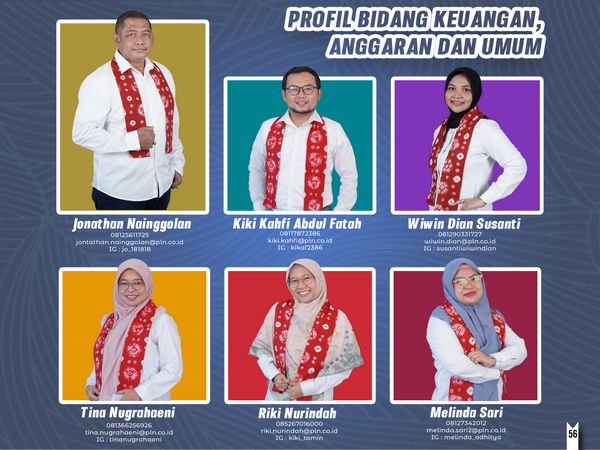 PROFIL BIDANG KEUANGAN,
ANGGARAN DAN UMUM
Jonathan Nainggolan
08125611725
jontathan.nainggolan@pln.co.id
IG : jo_181818
Kiki Kahfi Abdul Fatah
08117872386
kiki.kahfi@pln.co.id
IG : kikaf2386
Wiwin Dian Susanti
081290331727
wiwin.dian@pln.co.id
IG : susantiwiwindian
Tina Nugrahaeni
081366256926
tina.nugrahaeni@pln.co.id
IG : tinanugrahaeni
Riki Nurindah
085267016000
riki.nurindah@pln.co.id
IG : kiki_tamin
Melinda Sari
08127342012
melinda.sari2@pln.co.id
IG : melinda_adhitya
56